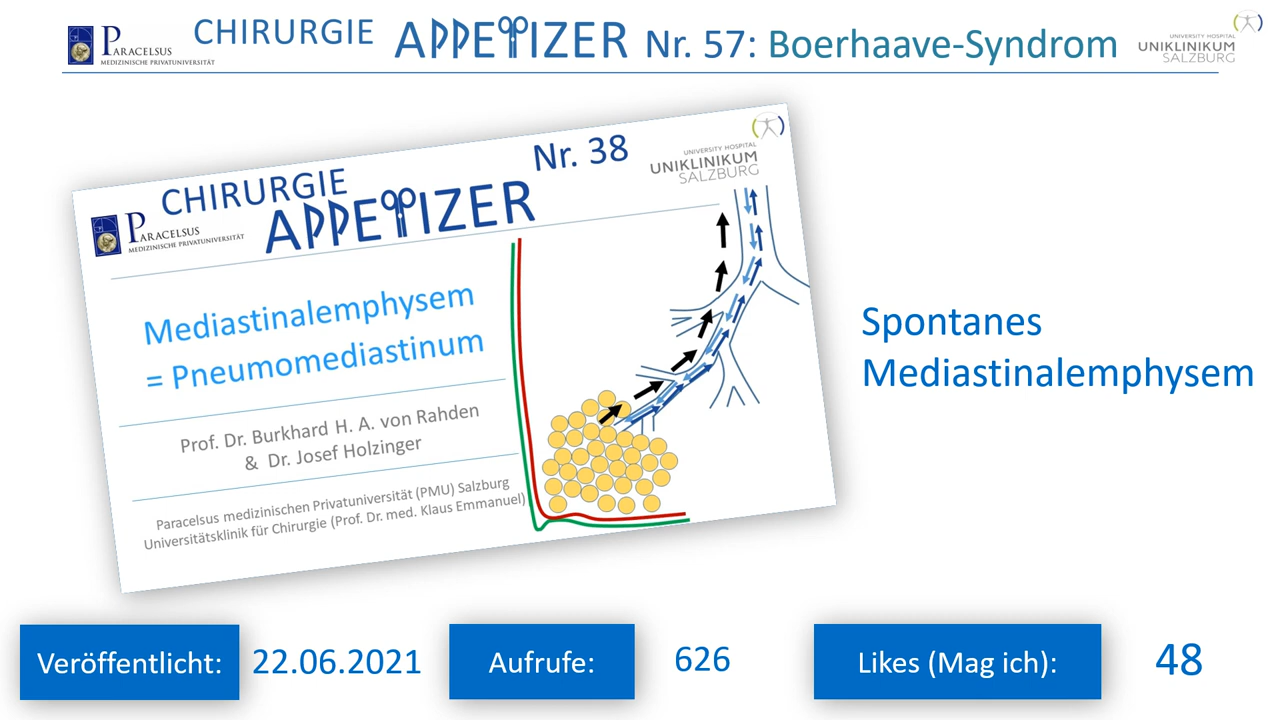 PARACELSUS
MEDIZINISCHE PRIVATUNIVERSITÄT
CHIRURGIE APPETIZER Nr. 57: Boerhaave-Syndrom
UNIVERSITY HOSPITAL
UNIKLINIKUM
SALZBURG
CHIRURGIE
APPETIZER
Nr. 38
PARACELSUS
MEDIZINISCHE PRIVATUNIVERSITÄT
UNIVERSITY HOSPITAL
UNIKLINIKUM
SALZBURG
Mediastinalemphysem
= Pneumomediastinum
Prof. Dr. Burkhard H. A. von Rahden
& Dr. Josef Holzinger
Paracelsus medizinischen Privatuniversität (PMU) Salzburg
Universitätsklinik für Chirurgie (Prof. Dr. med. Klaus Emmanuel)
Spontanes
Mediastinalemphysem
Veröffentlicht: 22.06.2021 Aufrufe: 626 Likes (Mag ich): 48